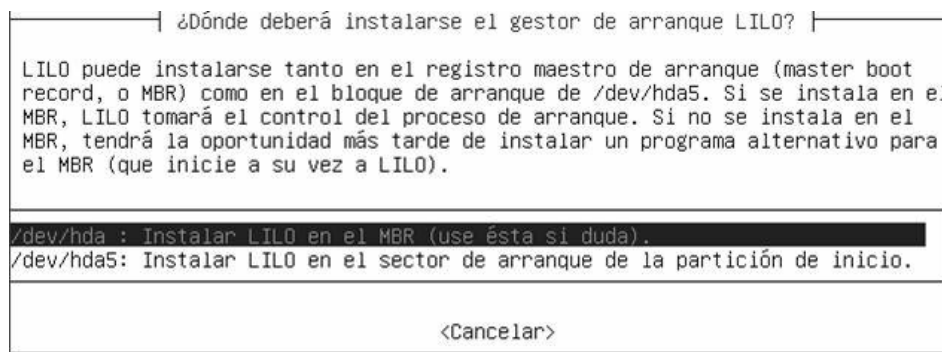 ¿Dónde deberá instalarse el gestor de arranque LILO?
LILO puede instalarse tanto en el registro maestro de arranque (master boot
record, o MBR) como en el bloque de arranque de /dev/hda5. Si se instala en el
MBR, LILO tomará el control del proceso de arranque. Si no se instala en el
MBR, tendrá la oportunidad más tarde de instalar un programa alternativo para
el MBR (que inicie a su vez a LILO).
/dev/hda : Instalar LILO en el MBR (use ésta si duda).
/dev/hda5: Instalar LILO en el sector de arranque de la partición de inicio.
<Cancelar>